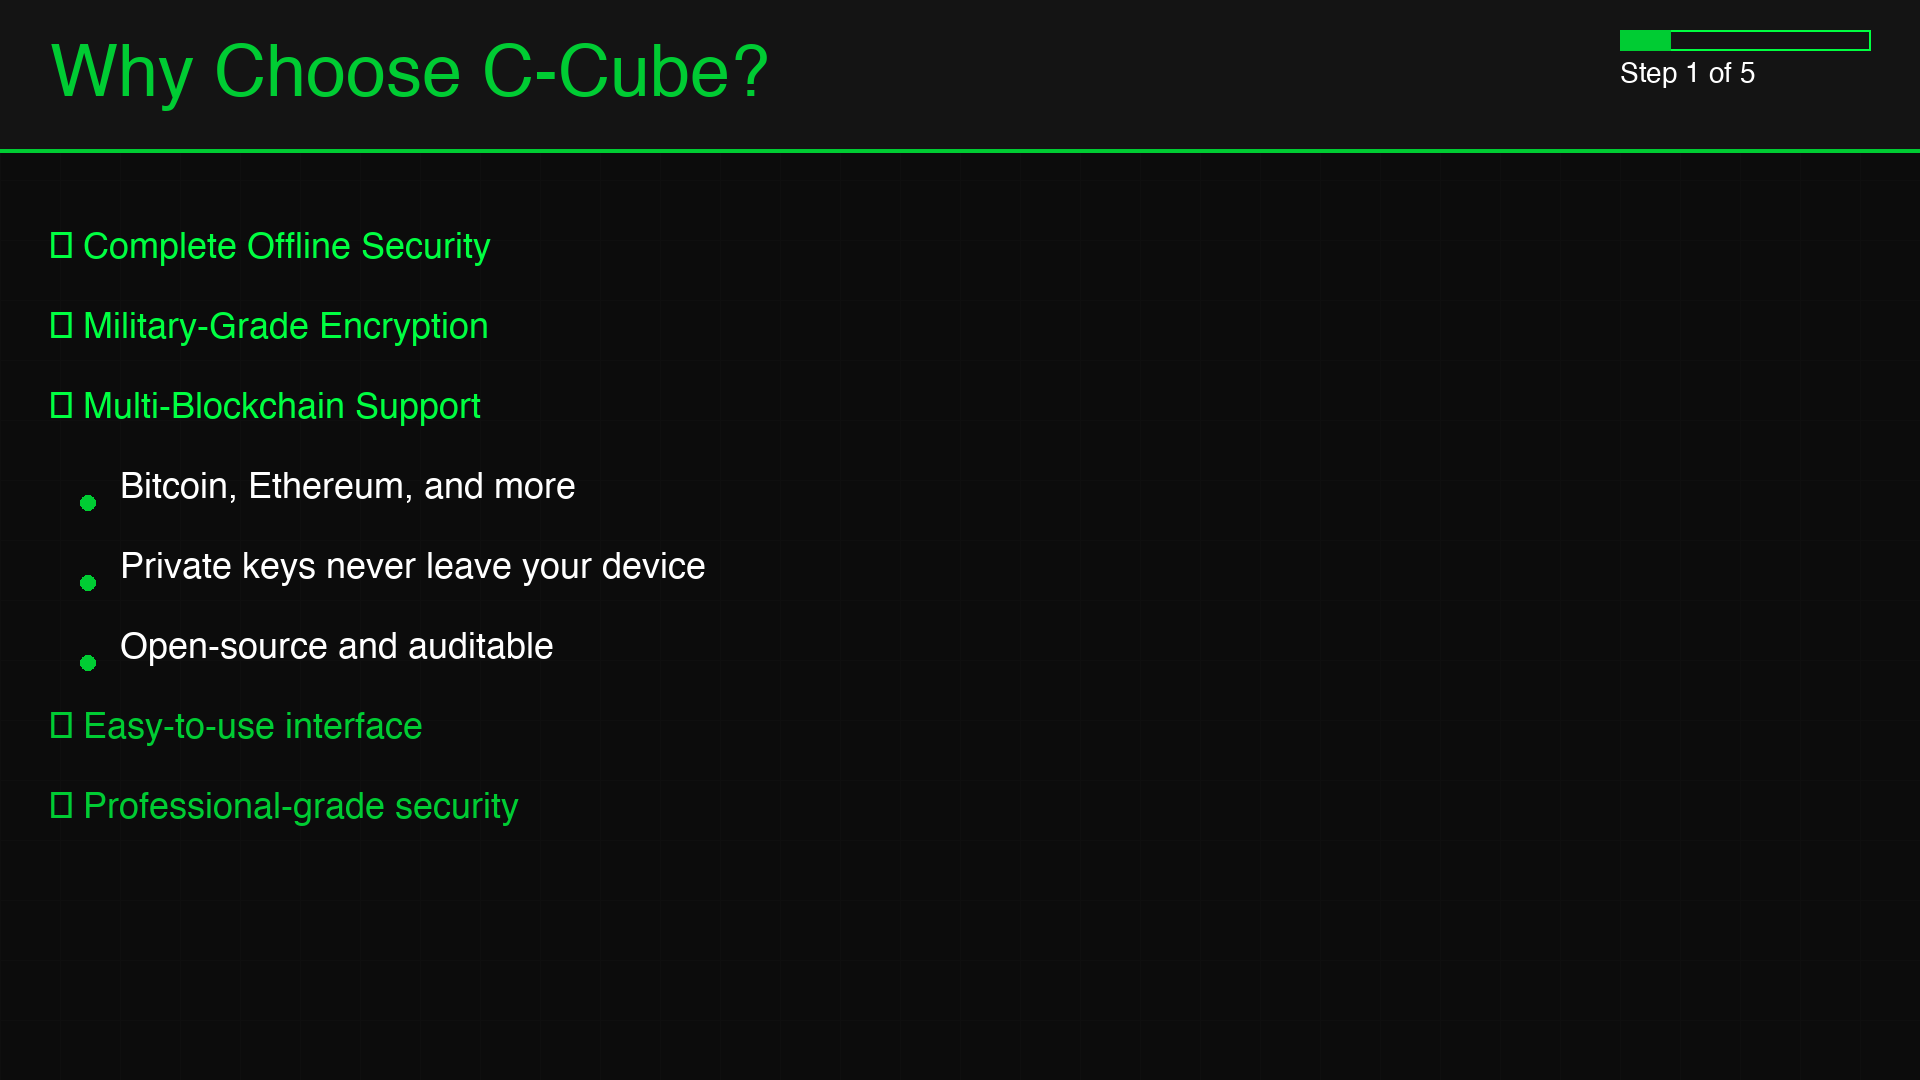 Why Choose C-Cube?
Step 1 of 5
Complete Offline Security
Military-Grade Encryption
Multi-Blockchain Support
Bitcoin, Ethereum, and more
Private keys never leave your device
Open-source and auditable
Easy-to-use interface
Professional-grade security